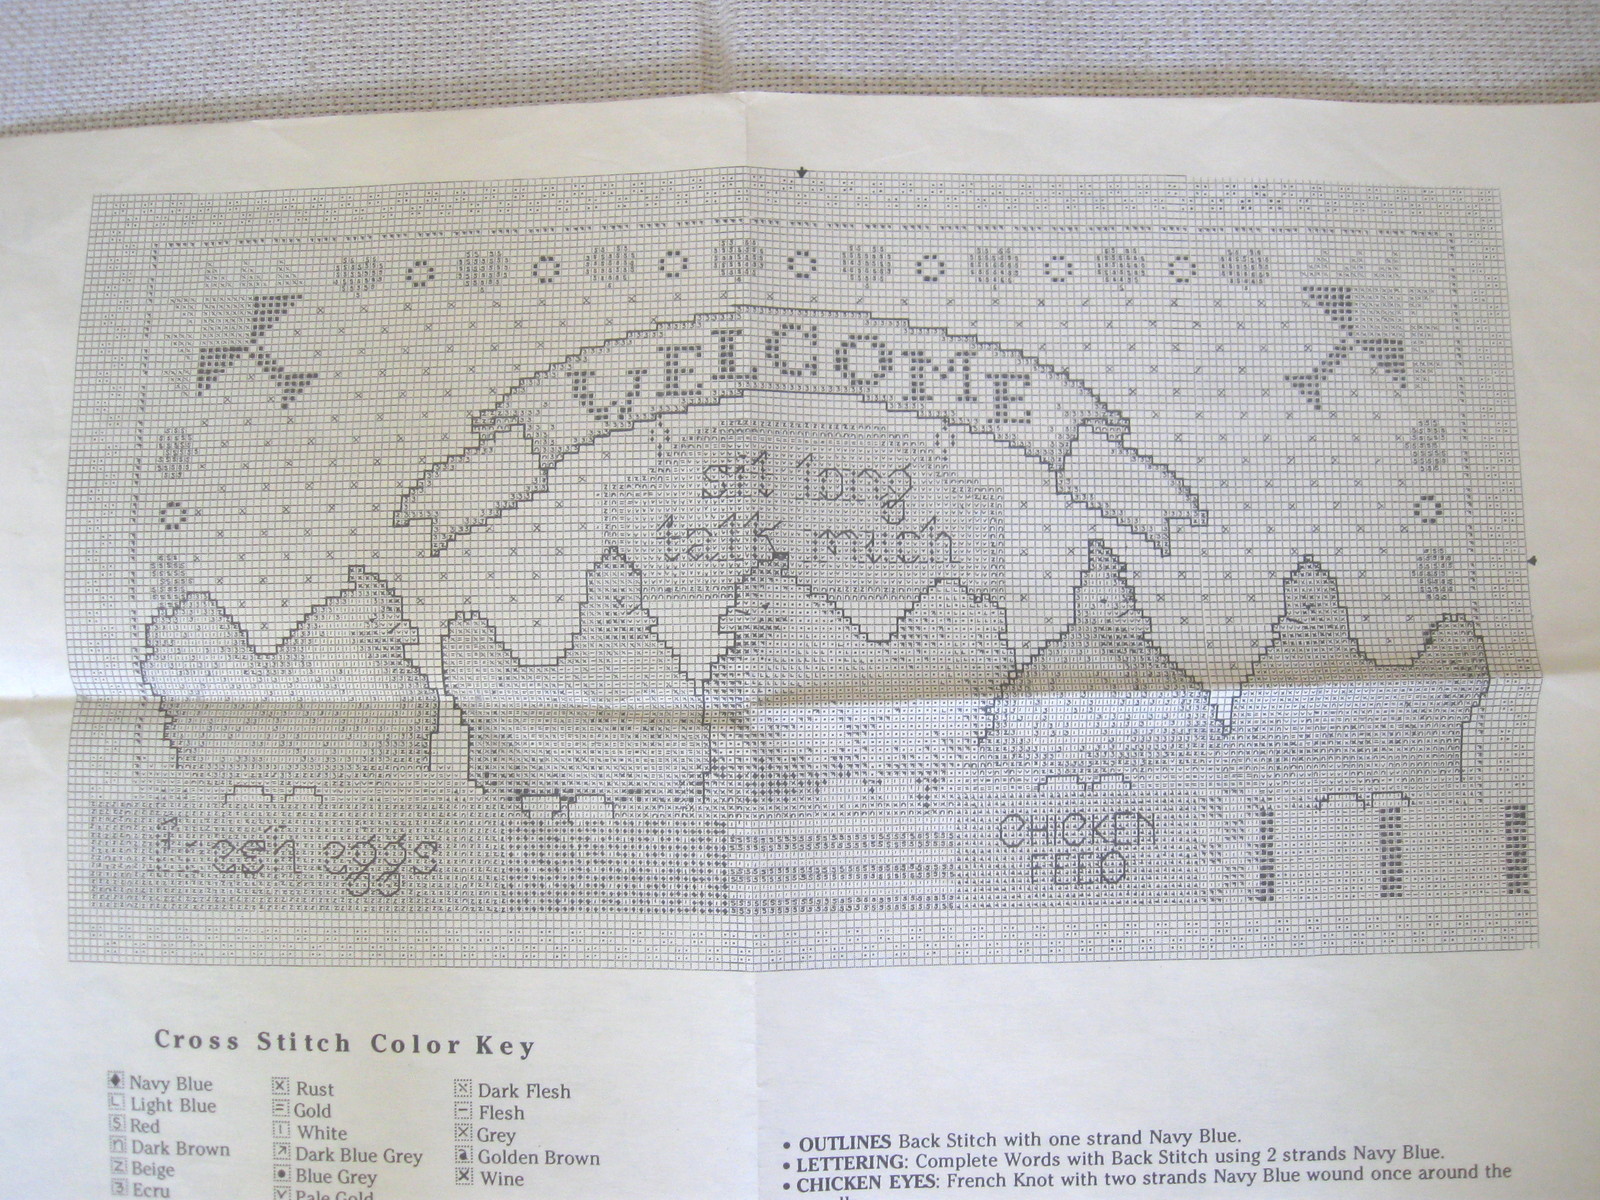 WELCOME
sit long
talk much
eggs
CHICKEN
FEED
Cross Stitch Color Key
Navy Blue
Light Blue
Red
Dark Brown
Beige
Ecru
Rust
Gold
White
Dark Blue Grey
Blue Grey
Pale Gold
Dark Flesh
Flesh
Grey
Golden Brown
Wine
• OUTLINES Back Stitch with one strand Navy Blue.
• LETTERING: Complete Words with Back Stitch using 2 strands Navy Blue.
• CHICKEN EYES: French Knot with two strands Navy Blue wound once around the